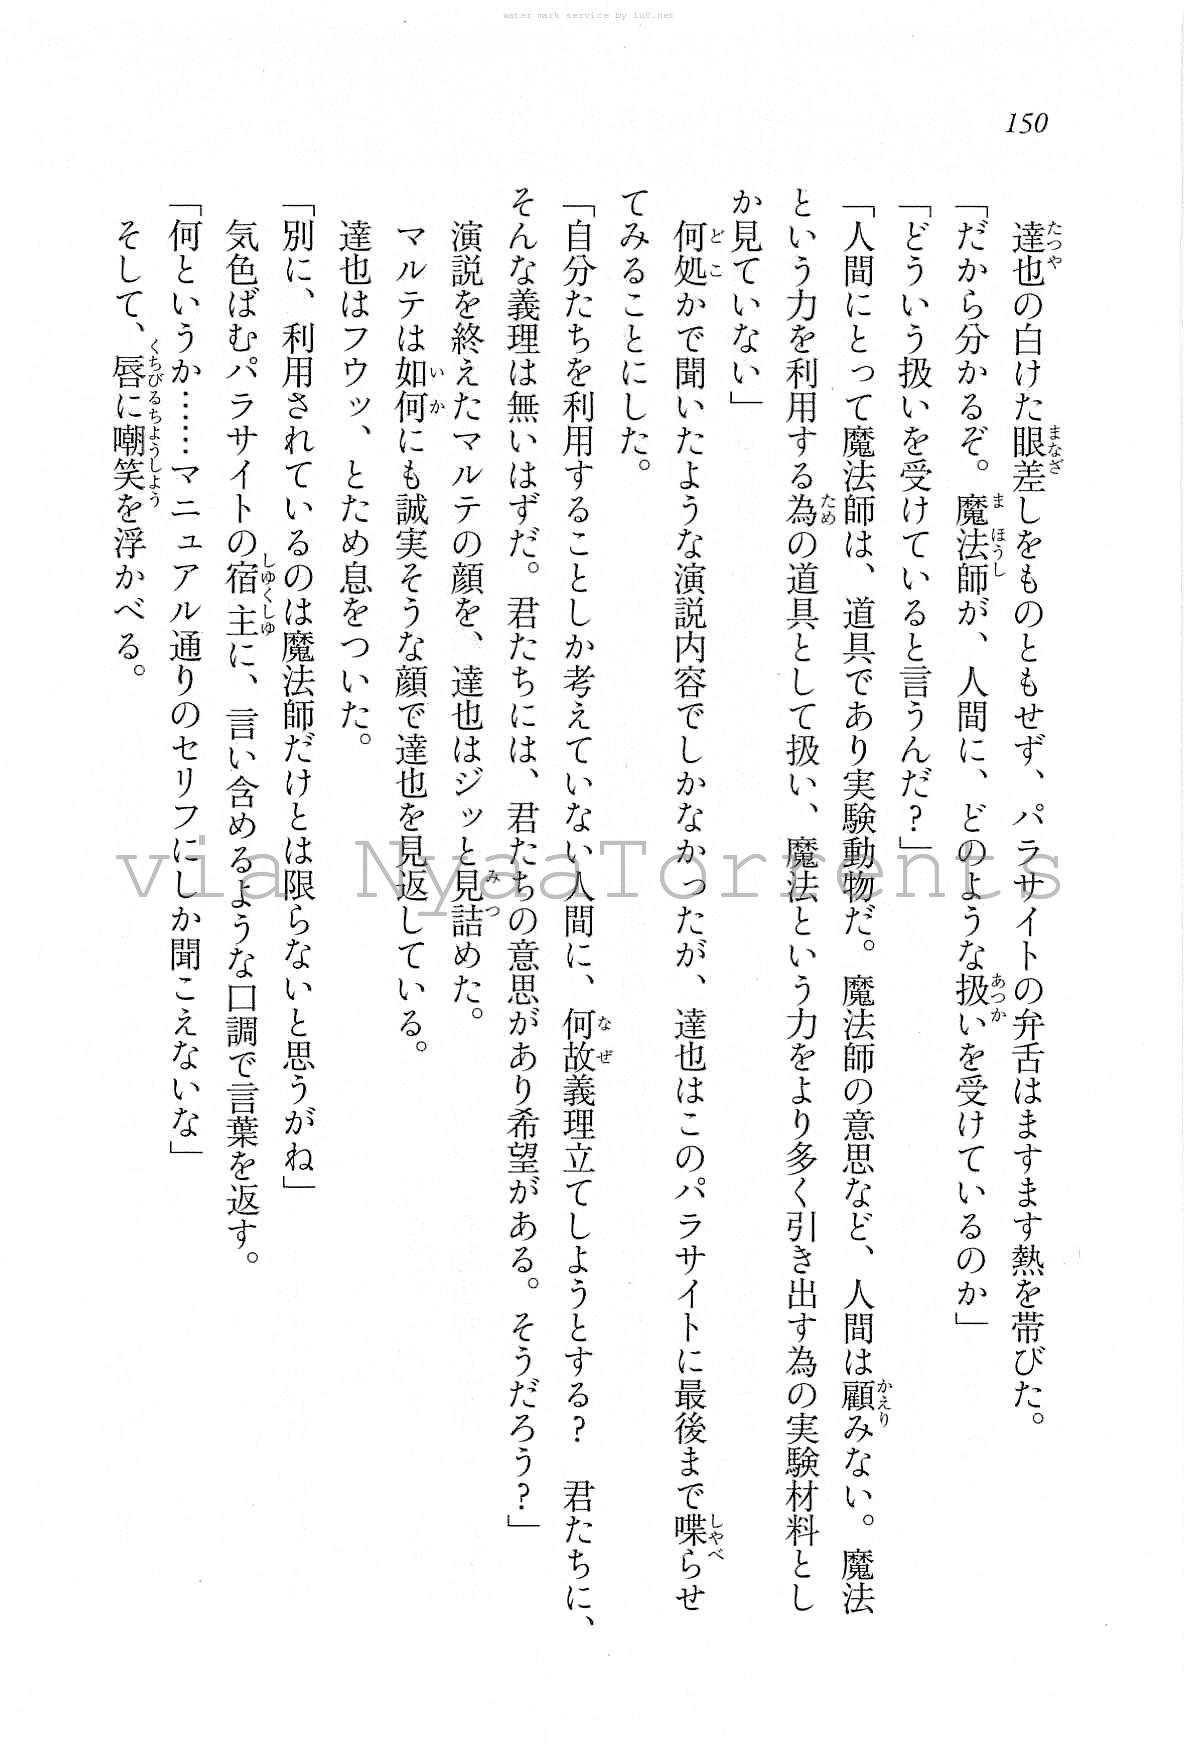 water mark service by lu0.net
150
達也の白けた眼差しをものともせず、パラサイトの弁舌はますます熱を帯びた。
「だから分かるぞ。魔法師が、人間に、どのような扱いを受けているのか」
「どういう扱いを受けていると言うんだ?」
「人間にとって魔法師は、道具であり実験動物だ。魔法師の意思など、人間は顧みない。魔法
という力を利用する為の道具として扱い、魔法という力をより多く引き出す為の実験材料とし
か見ていない」
何処かで聞いたような演説内容でしかなかったが、達也はこのパラサイトに最後まで喋らせ
てみることにした。
「自分たちを利用することしか考えていない人間に、何故義理立てしようとする? 君たちに、
そんな義理は無いはずだ。君たちには、君たちの意思があり希望がある。そうだろう?」
演説を終えたマルテの顔を、達也はジッと見詰めた。
マルテは如何にも誠実そうな顔で達也を見返している。
達也はフウッ、とため息をついた。
「別に、利用されているのは魔法師だけとは限らないと思うがね」
気色ばむパラサイトの宿主に、言い含めるような口調で言葉を返す。
「何というか……マニュアル通りのセリフにしか聞こえないな」
そして、唇に嘲笑を浮かべる。
via NyaaTorrents